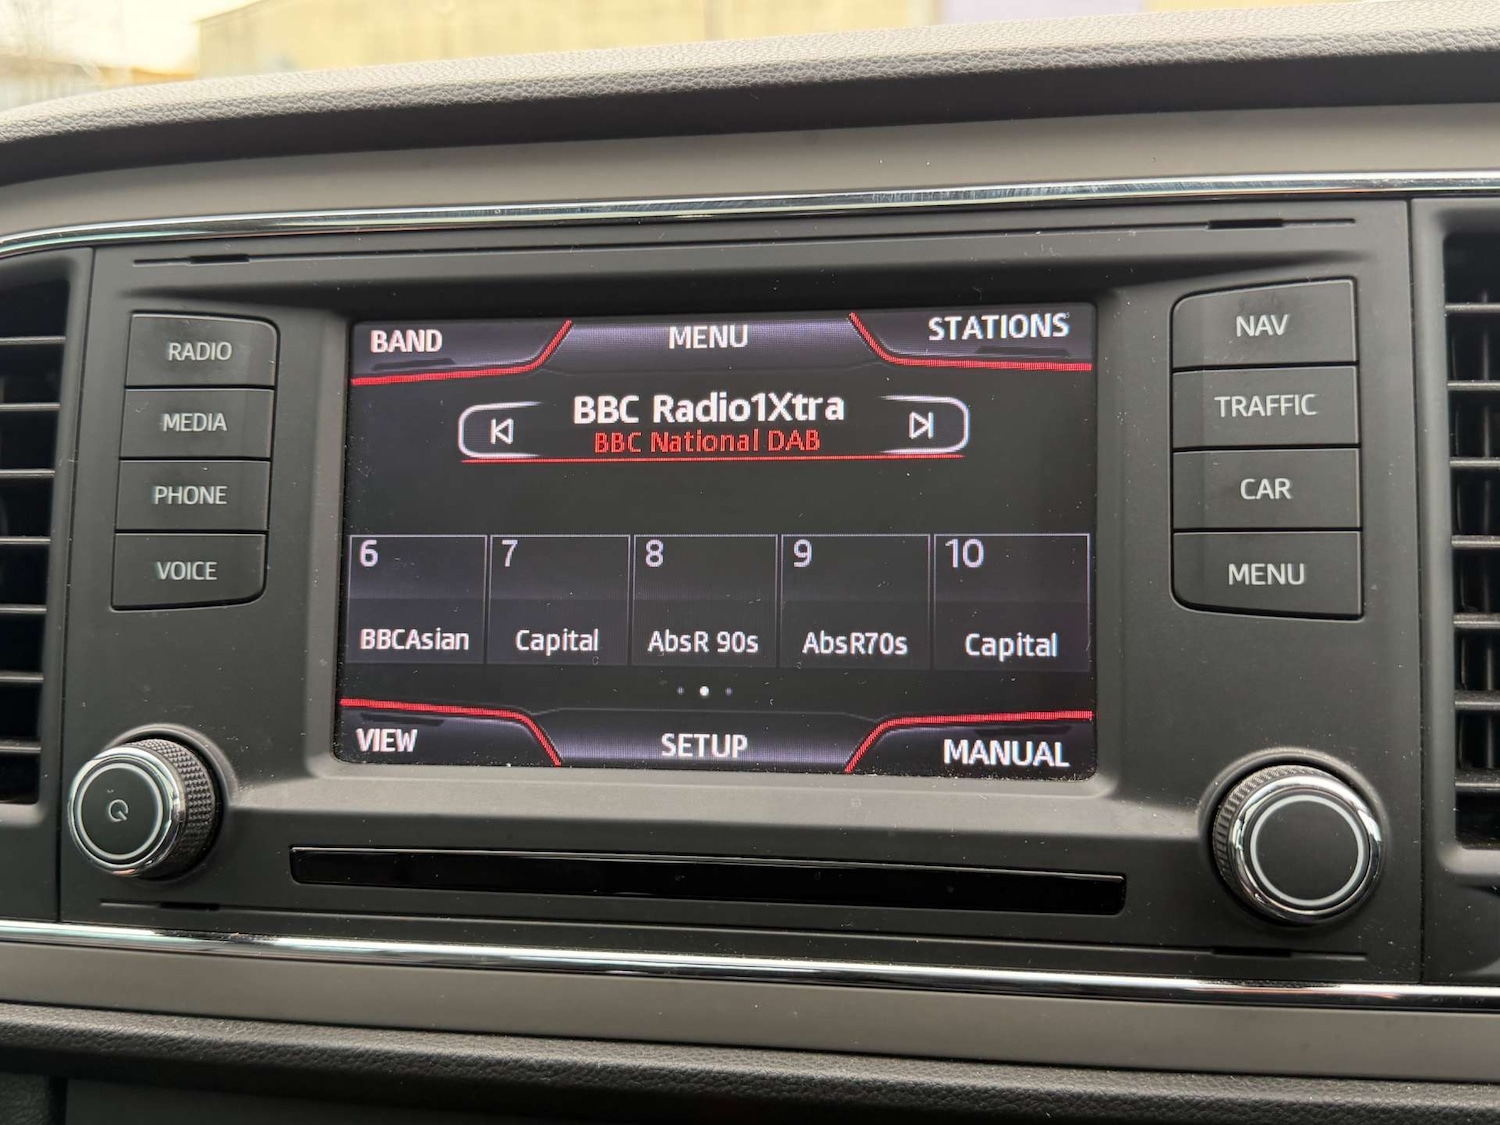 BAND
MENU
STATIONS
BBC Radio1Xtra
BBC National DAB
6
7
8
9
10
BBCAsian
Capital
AbsR 90s
AbsR70s
Capital
VIEW
SETUP
MANUAL
RADIO
MEDIA
PHONE
VOICE
NAV
TRAFFIC
CAR
MENU